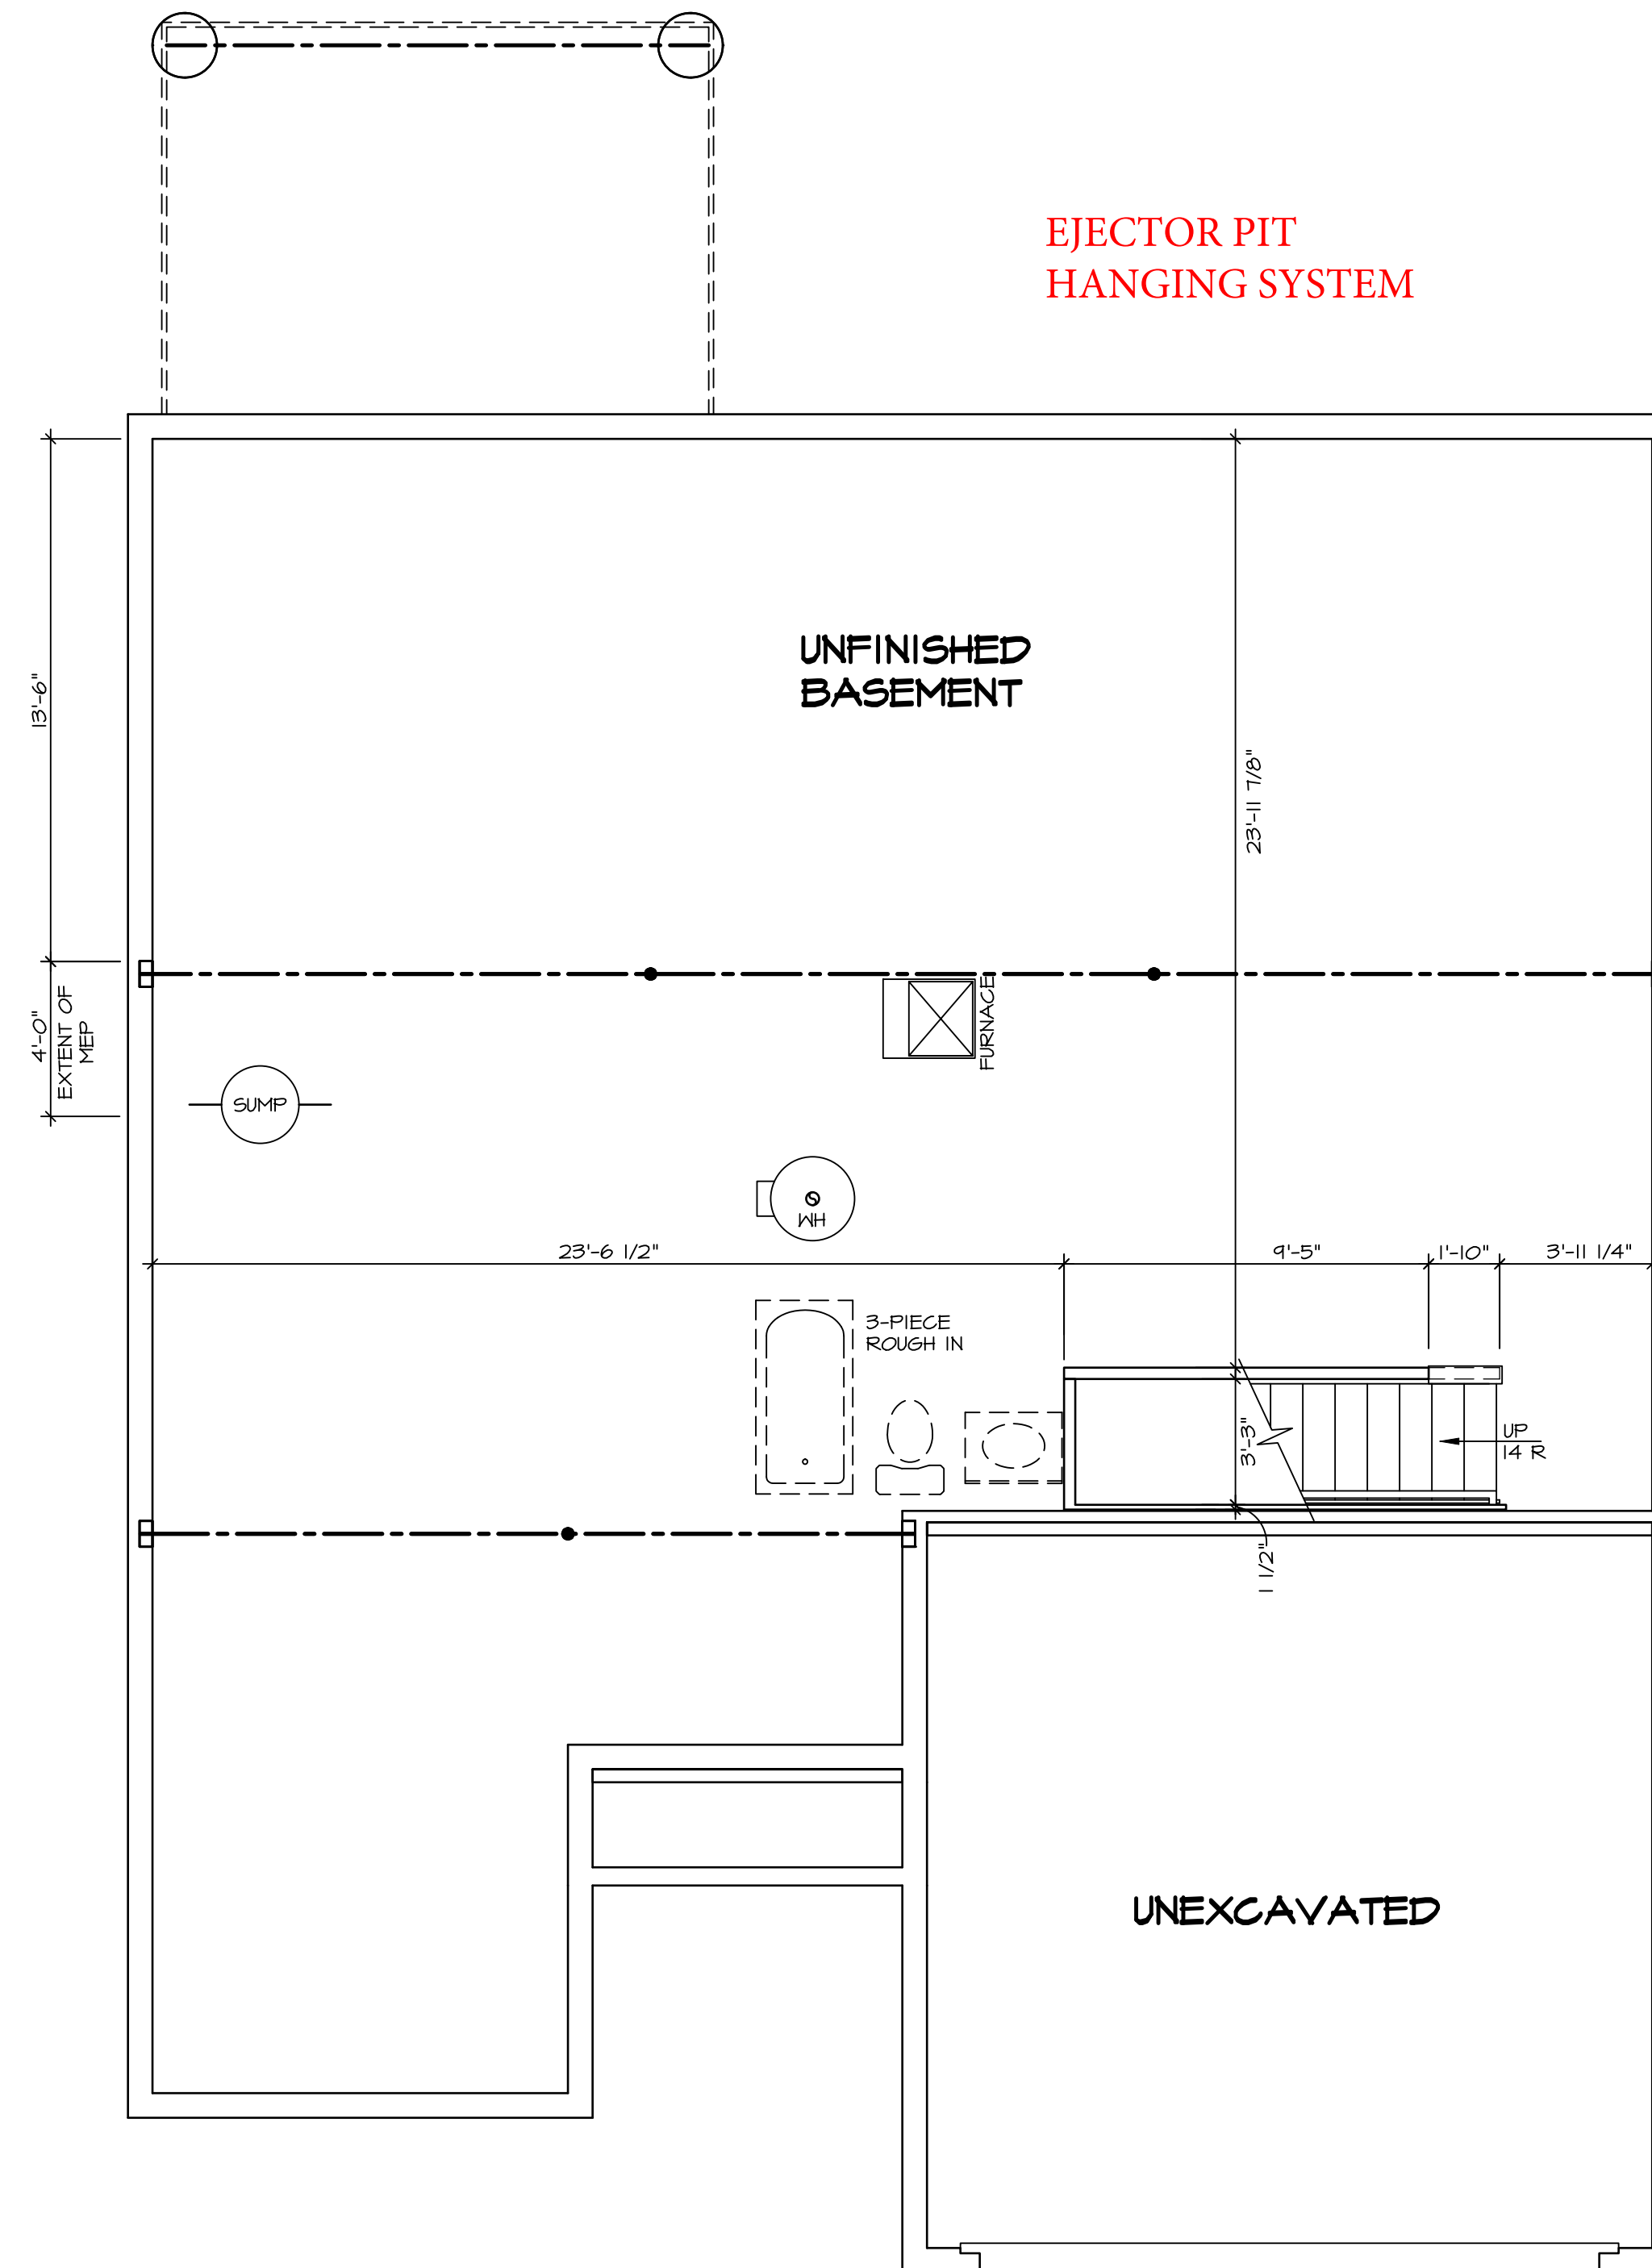 EJECTOR PIT
HANGING SYSTEM
UNFINISHED
BASEMENT
13'-6"
23'-11 7/8"
4'-0"
EXTENT OF
MEP
FURNACE
SUMP
WH
23'-6 1/2"
9'-5"
1'-10"
3'-11 1/4"
3-PIECE
ROUGH IN
3'-3"
UP
14 R
1 1/2"
UNEXCAVATED